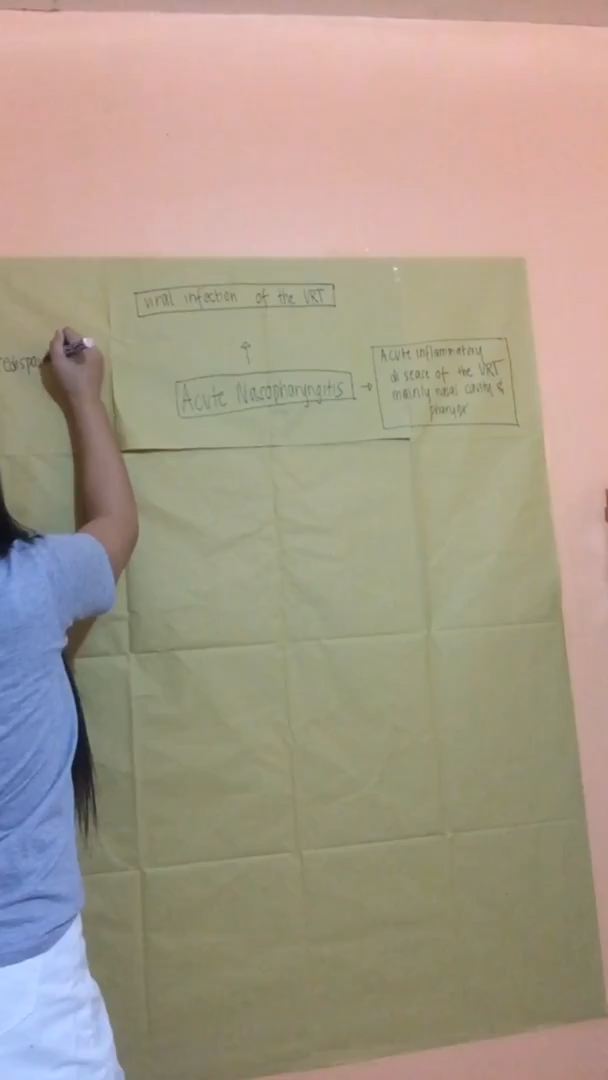 viral infection of the URT
Acute Nasopharyngitis
Acute inflammatory
disease of the URT
mainly nasal cavity &
pharynx